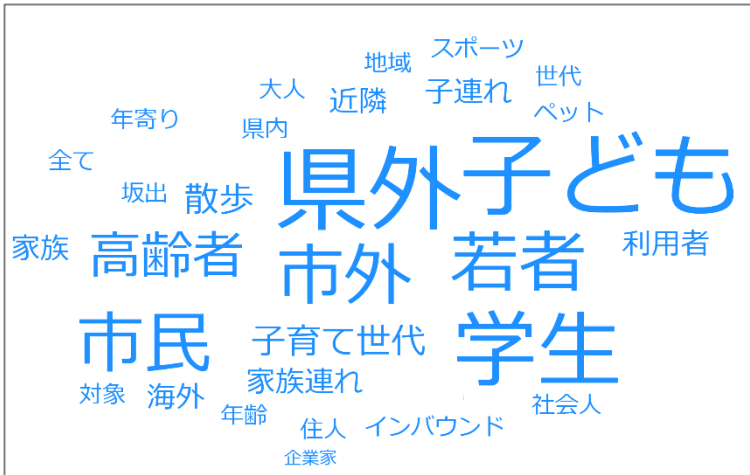 スポーツ
地域
世代
大人
近隣
子連れ
ペット
年寄り
県内
全て
県外
子ども
坂出
散歩
家族
高齢者
市外
若者
利用者
市民
子育て世代
学生
家族連れ
対象
海外
年齢
社会人
住人
インバウンド
企業家